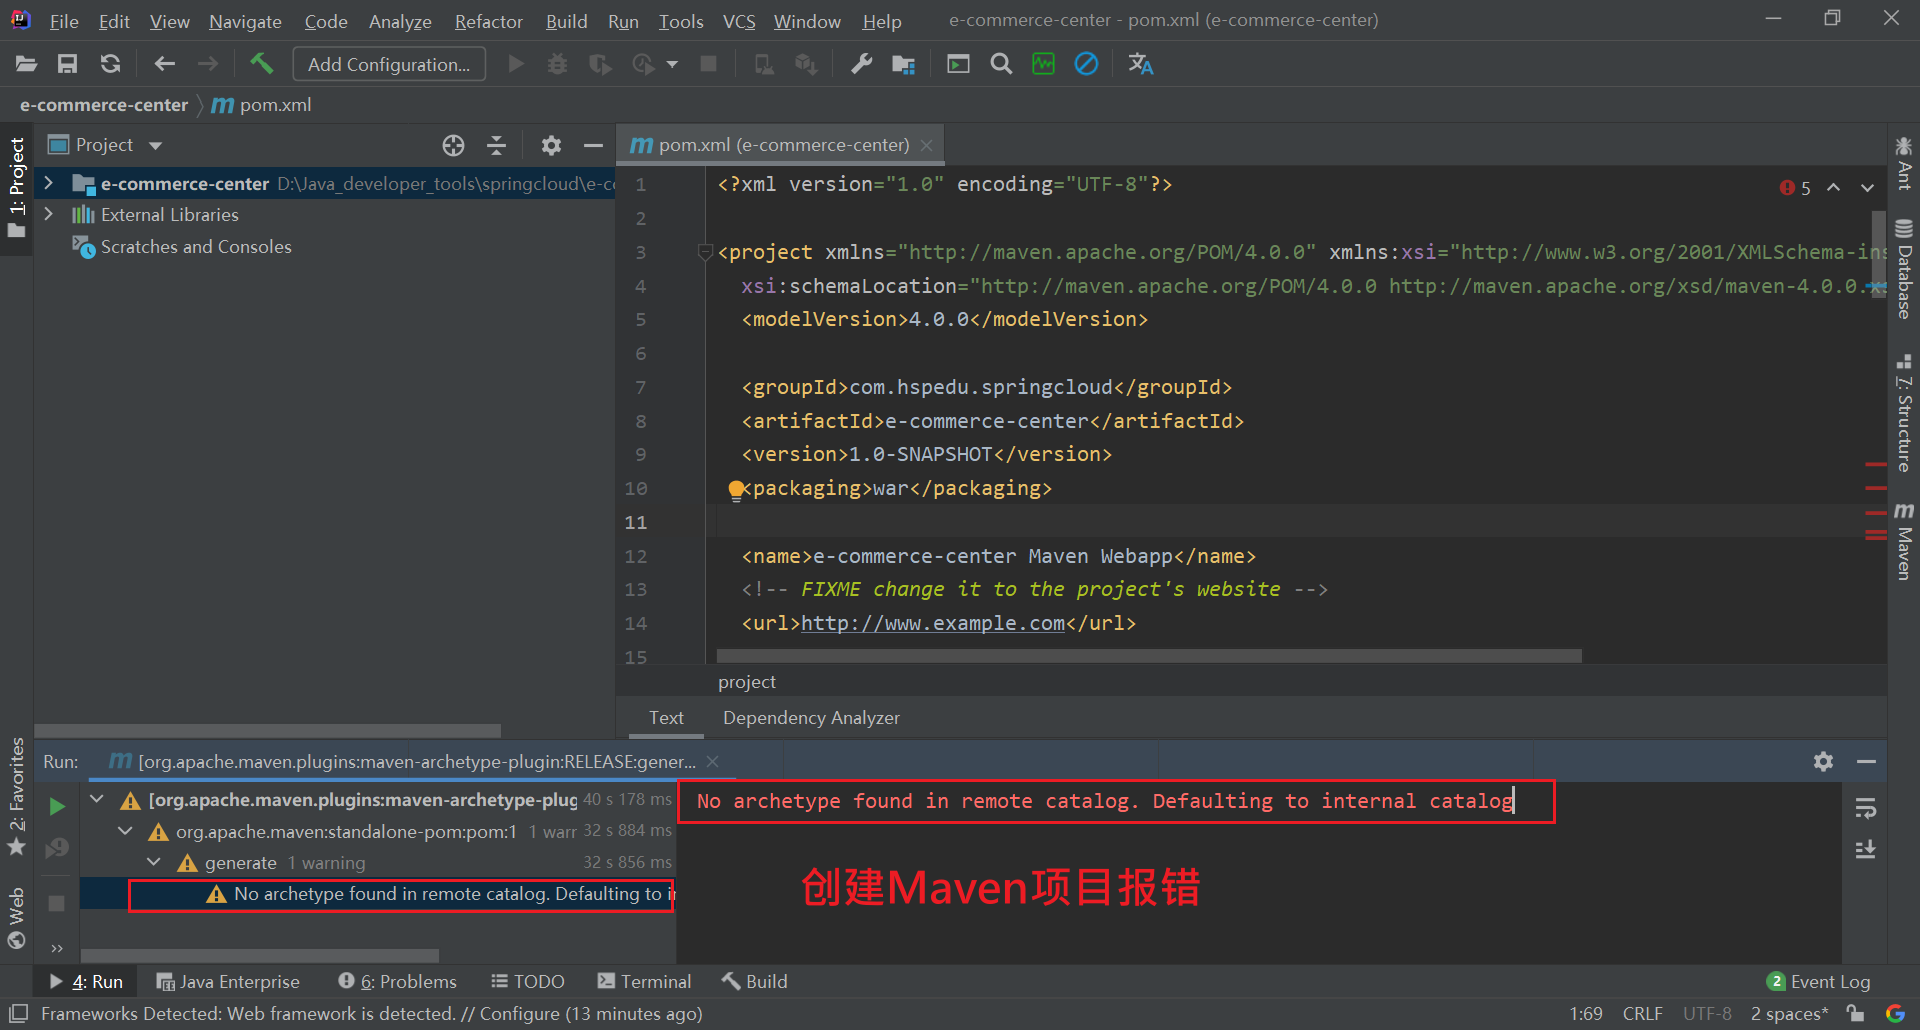 File Edit View Navigate Code Analyze Refactor Build Run Tools VCS Window Help e-commerce-center - pom.xml (e-commerce-center)
Add Configuration...
e-commerce-center pom.xml
1: Project
Project
e-commerce-center D:\Java_developer_tools\springcloud\e-c
External Libraries
Scratches and Consoles
pom.xml (e-commerce-center)
5
1 <?xml version="1.0" encoding="UTF-8"?>
2
3 <project xmlns="http://maven.apache.org/POM/4.0.0" xmlns:xsi="http://www.w3.org/2001/XMLSchema-ins
4 xsi:schemaLocation="http://maven.apache.org/POM/4.0.0 http://maven.apache.org/xsd/maven-4.0.0.xs
5 <modelVersion>4.0.0</modelVersion>
6
7 <groupId>com.hspedu.springcloud</groupId>
8 <artifactId>e-commerce-center</artifactId>
9 <version>1.0-SNAPSHOT</version>
10 <packaging>war</packaging>
11
12 <name>e-commerce-center Maven Webapp</name>
13 <!-- FIXME change it to the project's website -->
14 <url>http://www.example.com</url>
15
project
Text Dependency Analyzer
Ant
Database
7: Structure
Maven
2: Favorites
Web
Run: [org.apache.maven.plugins:maven-archetype-plugin:RELEASE:gener...
[org.apache.maven.plugins:maven-archetype-plug 40 s 178 ms
org.apache.maven:standalone-pom:pom:1 1 warr 32 s 884 ms
generate 1 warning 32 s 856 ms
No archetype found in remote catalog. Defaulting to i
No archetype found in remote catalog. Defaulting to internal catalog
创建Maven项目报错
4: Run Java Enterprise 6: Problems TODO Terminal Build 2 Event Log
Frameworks Detected: Web framework is detected. // Configure (13 minutes ago) 1:69 CRLF UTF-8 2 spaces*